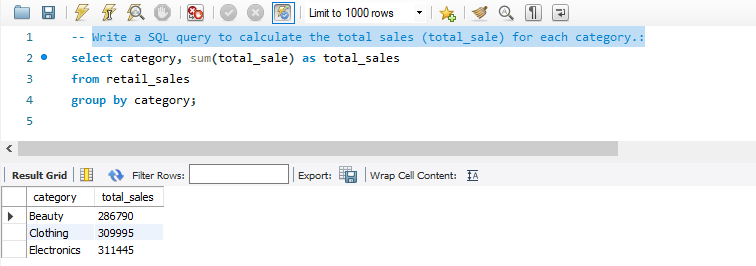 Limit to 1000 rows
1 -- Write a SQL query to calculate the total sales (total_sale) for each category.:
2 select category, sum(total_sale) as total_sales
3 from retail_sales
4 group by category;
5
Result Grid Filter Rows: Export: Wrap Cell Content:
category total_sales
Beauty 286790
Clothing 309995
Electronics 311445